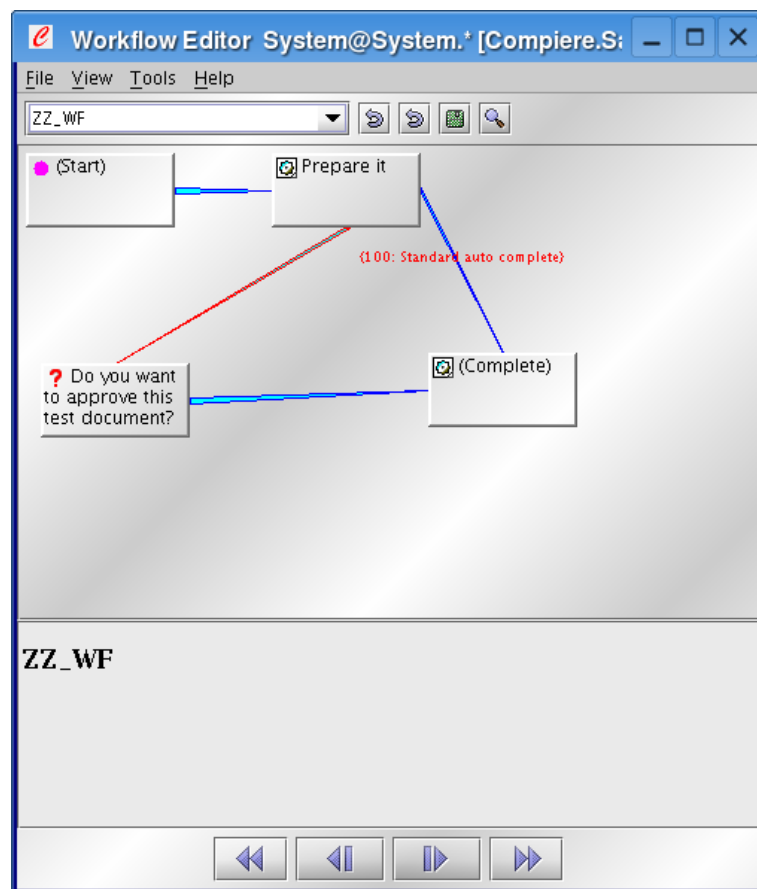 Workflow Editor System@System.* [Compiere.Sa
File View Tools Help
ZZ_WF
(Start)
Prepare it
{100: Standard auto complete}
? Do you want
to approve this
test document?
(Complete)
ZZ_WF